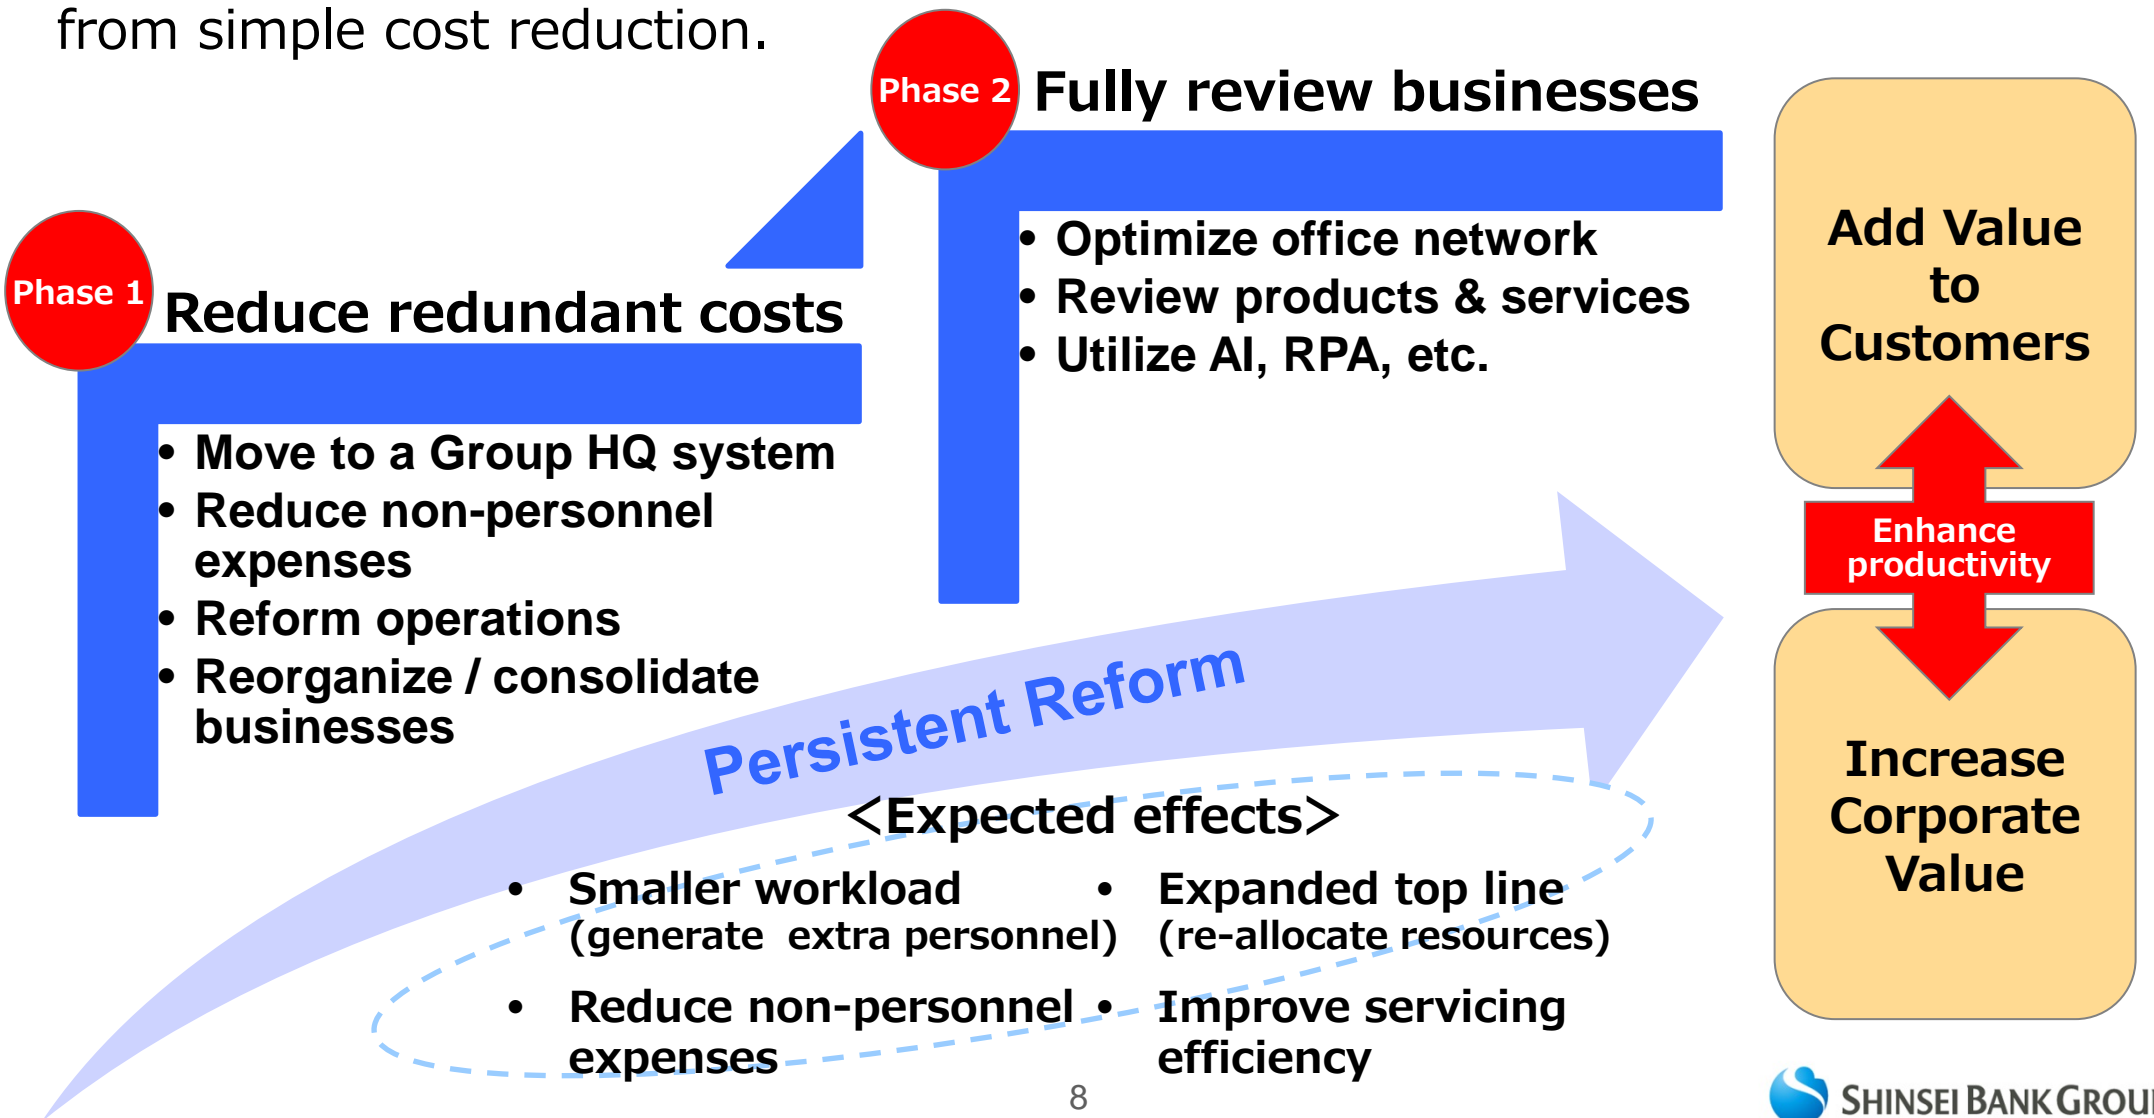 from simple cost reduction.
Phase 2
Fully review businesses
• Optimize office network
• Review products & services
• Utilize AI, RPA, etc.
Phase 1
Reduce redundant costs
• Move to a Group HQ system
• Reduce non-personnel
expenses
• Reform operations
• Reorganize / consolidate
businesses
Persistent Reform
<Expected effects>
• Smaller workload
(generate extra personnel)
• Reduce non-personnel
expenses
• Expanded top line
(re-allocate resources)
• Improve servicing
efficiency
Add Value
to
Customers
Enhance
productivity
Increase
Corporate
Value
8
SHINSEI BANK GROUP